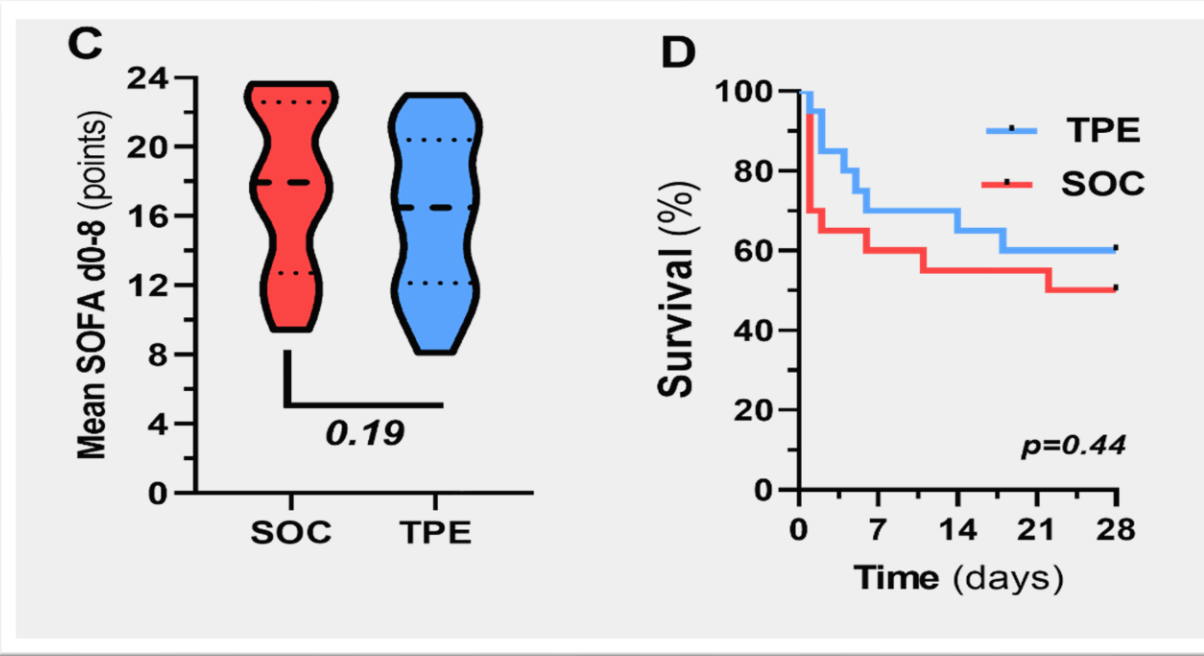 C
Mean SOFA d0-8 (points)
24
20
16
12
8
4
0
0.19
SOC TPE
D
Survival (%)
100
80
60
40
20
0
TPE
SOC
p=0.44
0 7 14 21 28
Time (days)